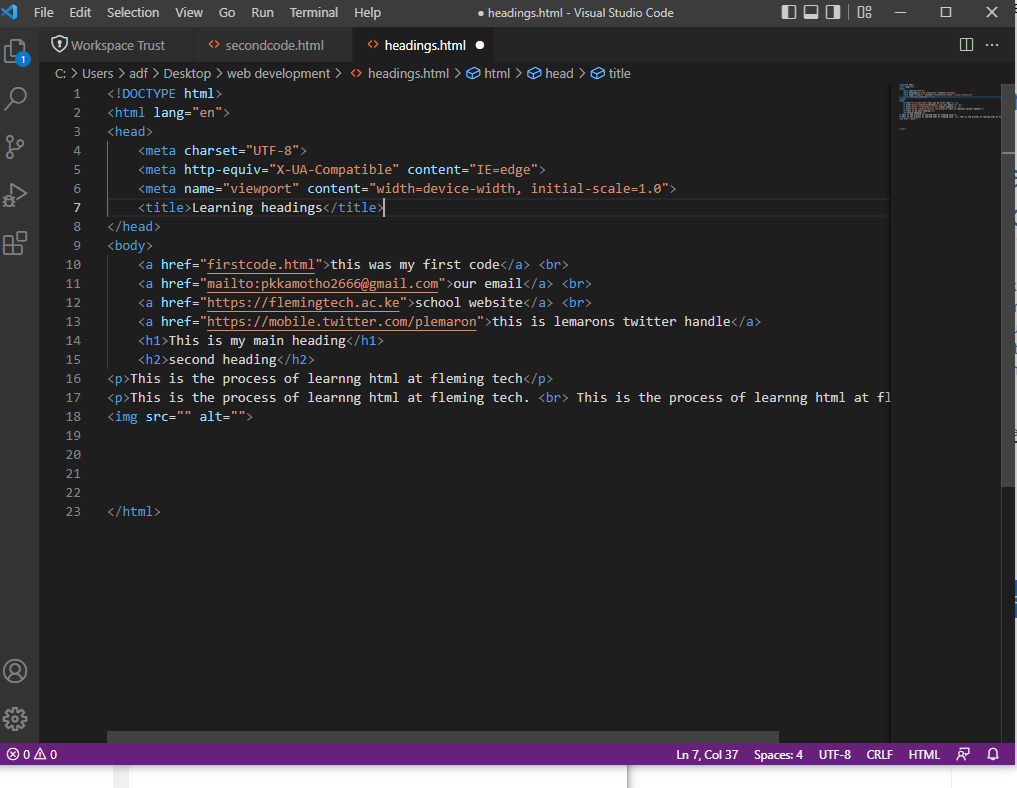 File Edit Selection View Go Run Terminal Help ● headings.html - Visual Studio Code
Workspace Trust <> secondcode.html <> headings.html ●
1
C: > Users > adf > Desktop > web development > <> headings.html > html > head > title
1 <!DOCTYPE html>
2 <html lang="en">
3 <head>
4 <meta charset="UTF-8">
5 <meta http-equiv="X-UA-Compatible" content="IE=edge">
6 <meta name="viewport" content="width=device-width, initial-scale=1.0">
7 <title>Learning headings</title>
8 </head>
9 <body>
10 <a href="firstcode.html">this was my first code</a> <br>
11 <a href="mailto:pkkamotho2666@gmail.com">our email</a> <br>
12 <a href="https://flemingtech.ac.ke">school website</a> <br>
13 <a href="https://mobile.twitter.com/plemaron">this is lemarons twitter handle</a>
14 <h1>This is my main heading</h1>
15 <h2>second heading</h2>
16 <p>This is the process of learnng html at fleming tech</p>
17 <p>This is the process of learnng html at fleming tech. <br> This is the process of learnng html at fl
18 <img src="" alt="">
19
20
21
22
23 </html>
0 0 Ln 7, Col 37 Spaces: 4 UTF-8 CRLF HTML